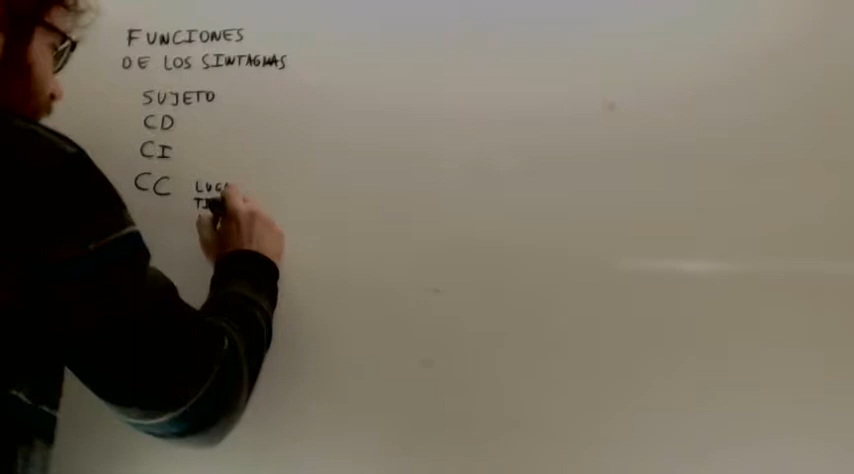 FUNCIONES
DE LOS SINTAGMAS
SUJETO
CD
CI
CC